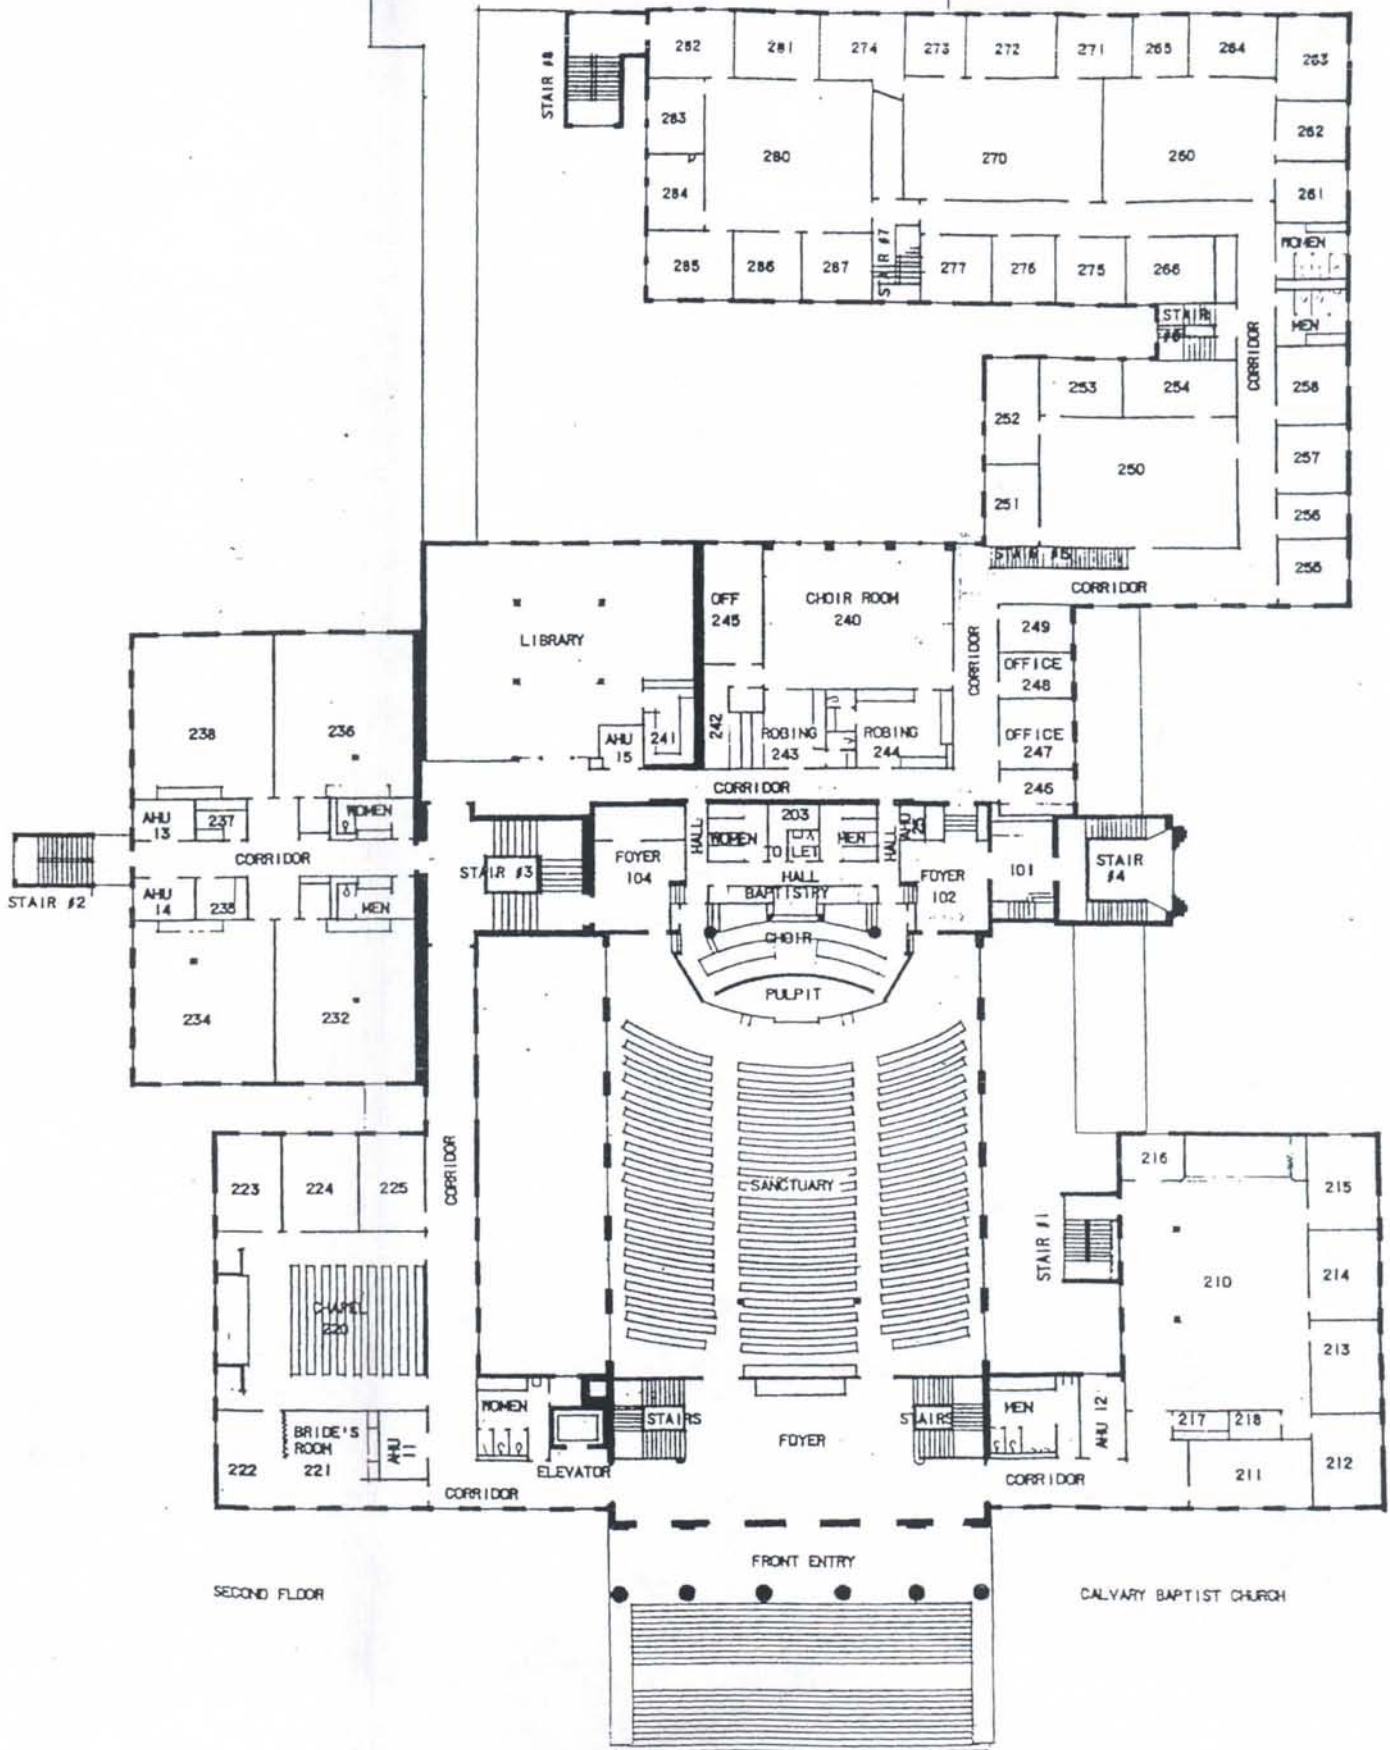 282
281
274
273
272
271
265
264
263
STAIR #8
283
280
270
260
262
284
261
WOMEN
285
286
287
STAIR #7
277
276
275
266
STAIR
#6
MEN
CORRIDOR
253
254
258
252
250
257
251
256
STAIR #5
255
CORRIDOR
OFF
245
CHOIR ROOM
240
LIBRARY
CORRIDOR
249
OFFICE
248
238
236
AHU
15
241
242
ROBING
243
ROBING
244
OFFICE
247
CORRIDOR
246
AHU
13
237
WOMEN
HALL
WOMEN
203
TOILET
MEN
HALL
AHU
25
CORRIDOR
STAIR #3
FOYER
104
HALL
FOYER
102
101
STAIR
#4
STAIR #2
AHU
14
235
MEN
BAPTISTRY
CHOIR
PULPIT
234
232
CORRIDOR
223
224
225
SANCTUARY
216
215
STAIR #1
210
214
CHAPEL
220
213
WOMEN
STAIRS
STAIRS
MEN
AHU 12
217
218
BRIDE'S
ROOM
221
AHU
11
222
FOYER
ELEVATOR
211
212
CORRIDOR
CORRIDOR
FRONT ENTRY
SECOND FLOOR
CALVARY BAPTIST CHURCH